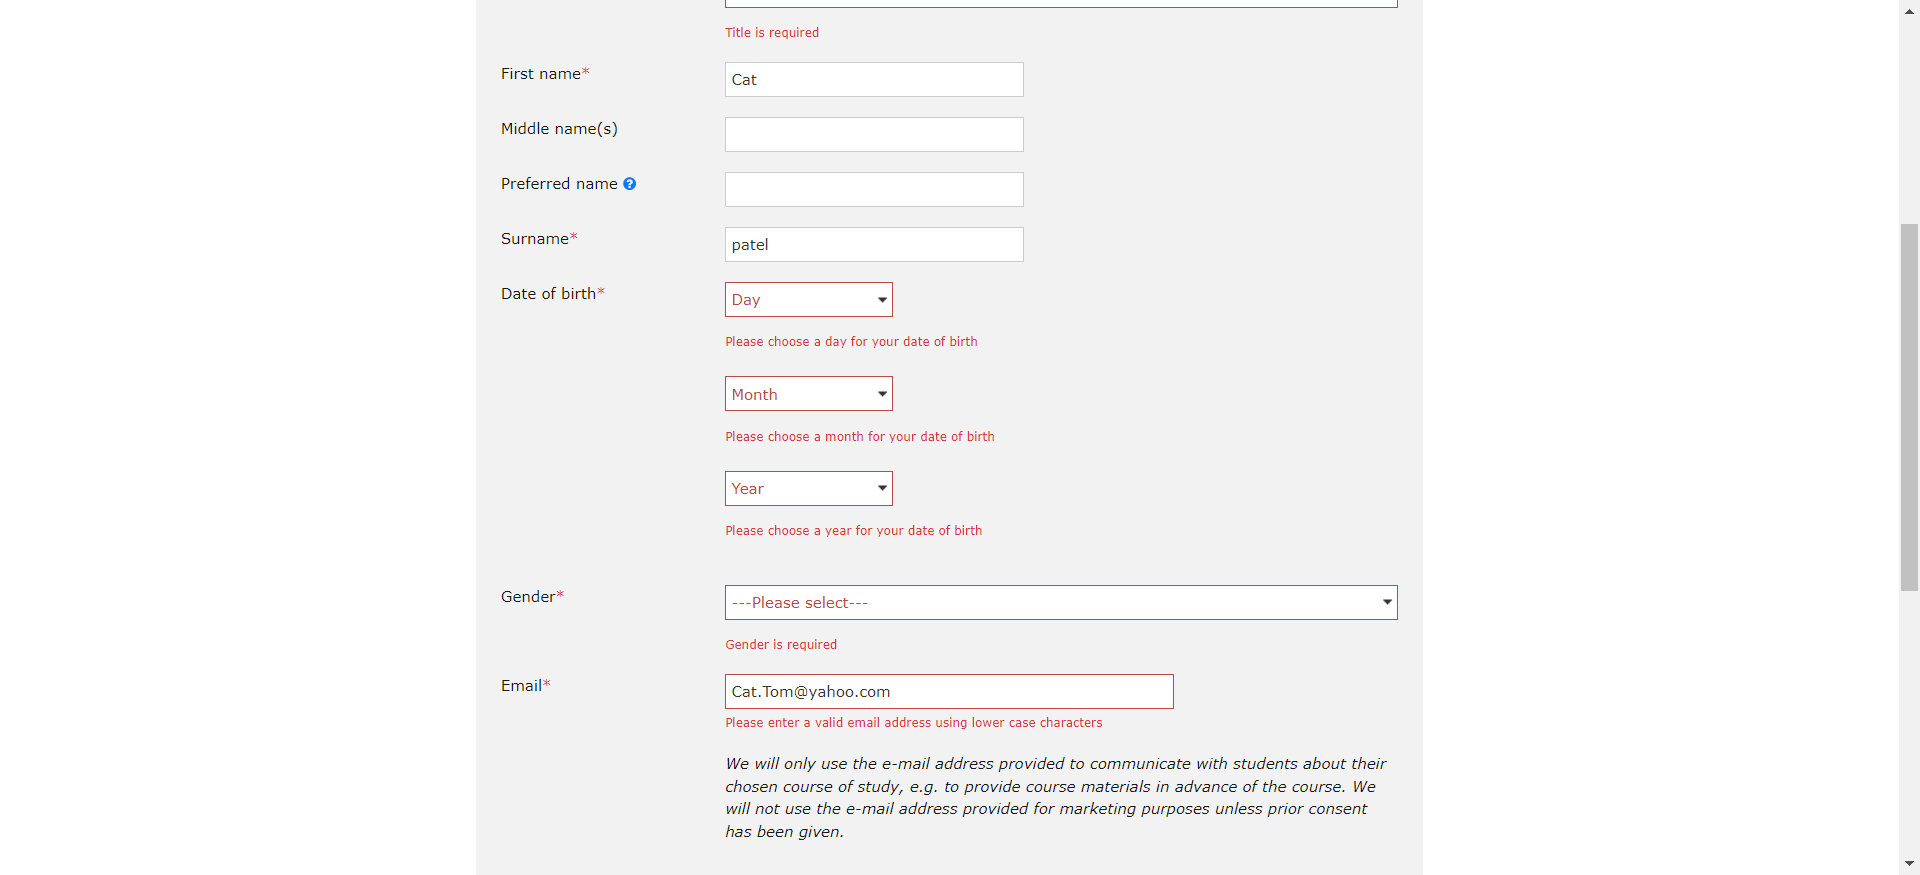 Title is required
First name*
Cat
Middle name(s)
Preferred name ?
Surname*
patel
Date of birth*
Day
Please choose a day for your date of birth
Month
Please choose a month for your date of birth
Year
Please choose a year for your date of birth
Gender*
---Please select---
Gender is required
Email*
Cat.Tom@yahoo.com
Please enter a valid email address using lower case characters
We will only use the e-mail address provided to communicate with students about their
chosen course of study, e.g. to provide course materials in advance of the course. We
will not use the e-mail address provided for marketing purposes unless prior consent
has been given.